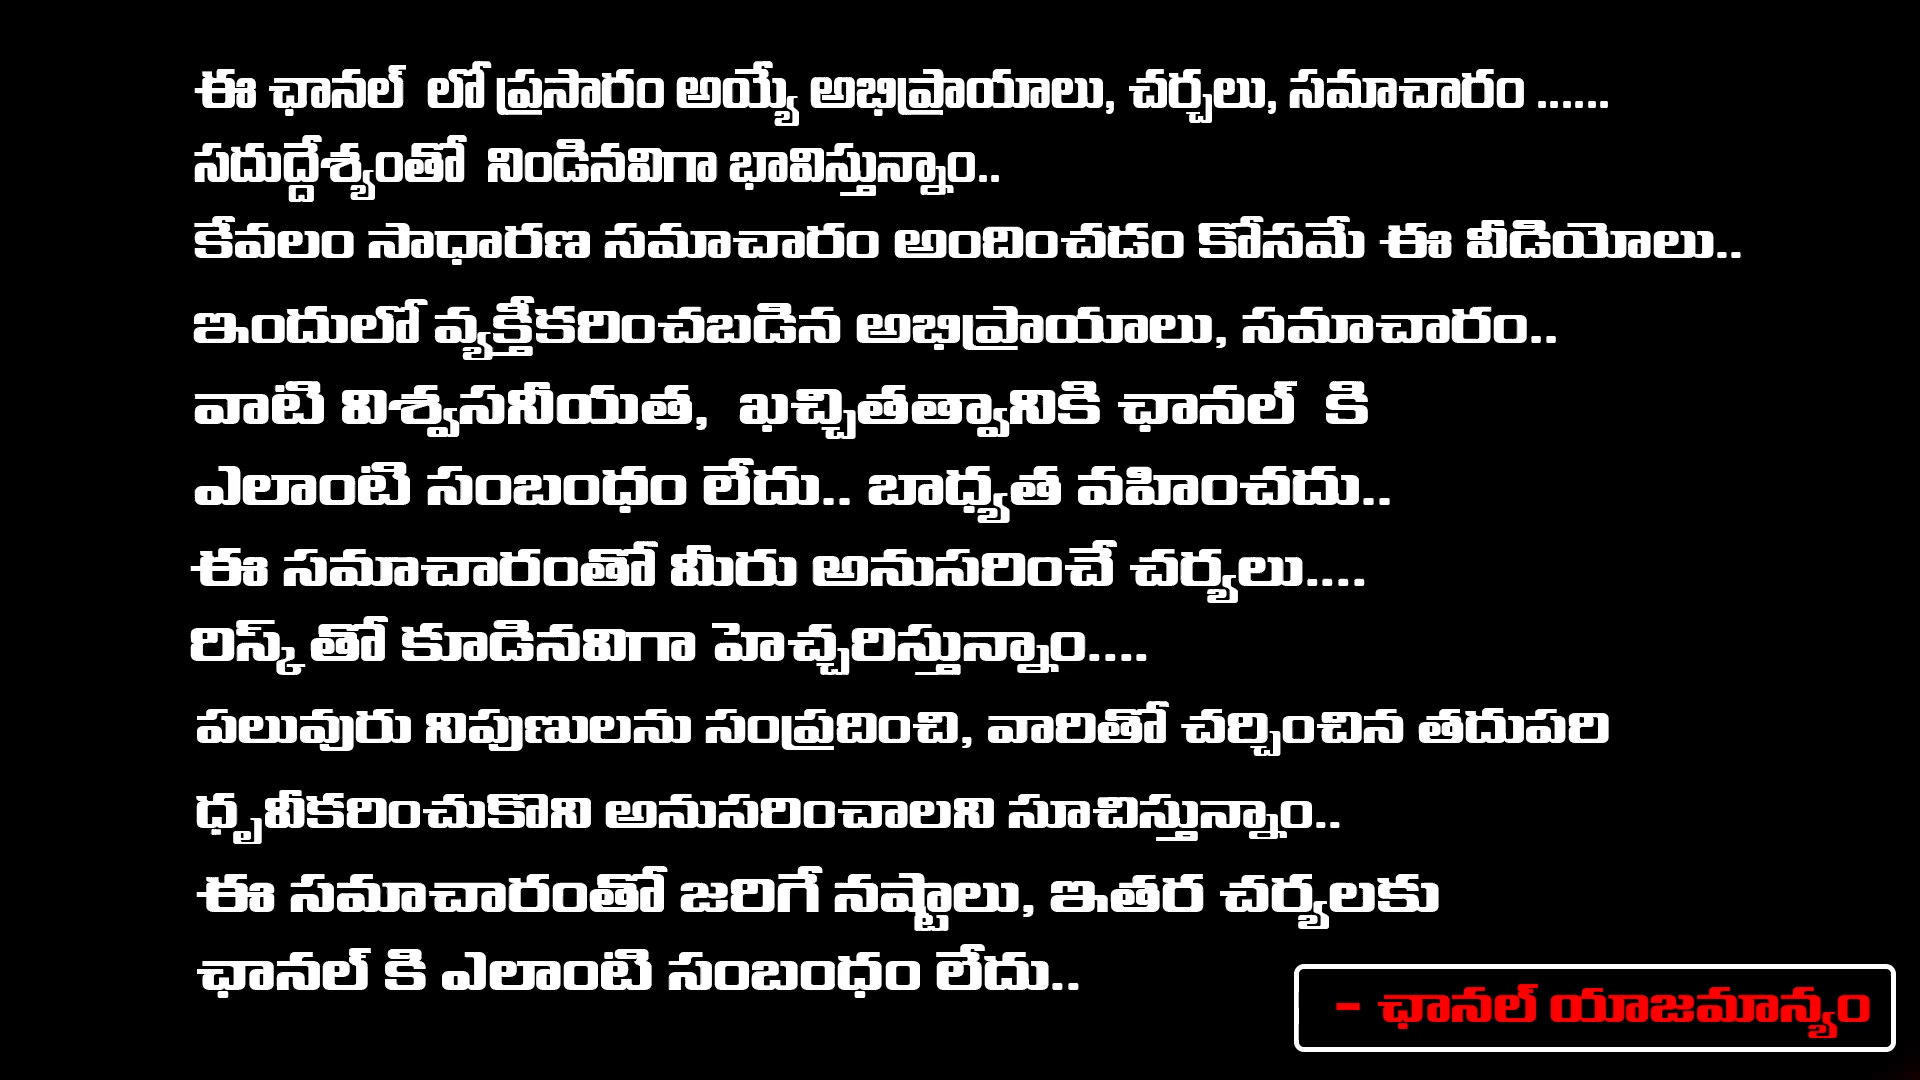 ఈ ఛానల్ లో ప్రసారం అయ్యే అభిప్రాయాలు, చర్చలు, సమాచారం ......
సదుద్దేశ్యంతో నిండినవిగా భావిస్తున్నాం..
కేవలం సాధారణ సమాచారం అందించడం కోసమే ఈ వీడియోలు..
ఇందులో వ్యక్తీకరించబడిన అభిప్రాయాలు, సమాచారం..
వాటి విశ్వసనీయత, ఖచ్చితత్వానికి ఛానల్ కి
ఎలాంటి సంబంధం లేదు.. బాధ్యత వహించదు..
ఈ సమాచారంతో మీరు అనుసరించే చర్యలు....
రిస్క్ తో కూడినవిగా హెచ్చరిస్తున్నాం....
పలువురు నిపుణులను సంప్రదించి, వారితో చర్చించిన తదుపరి
ధృవీకరించుకొని అనుసరించాలని సూచిస్తున్నాం..
ఈ సమాచారంతో జరిగే నష్టాలు, ఇతర చర్యలకు
ఛానల్ కి ఎలాంటి సంబంధం లేదు..
- ఛానల్ యాజమాన్యం